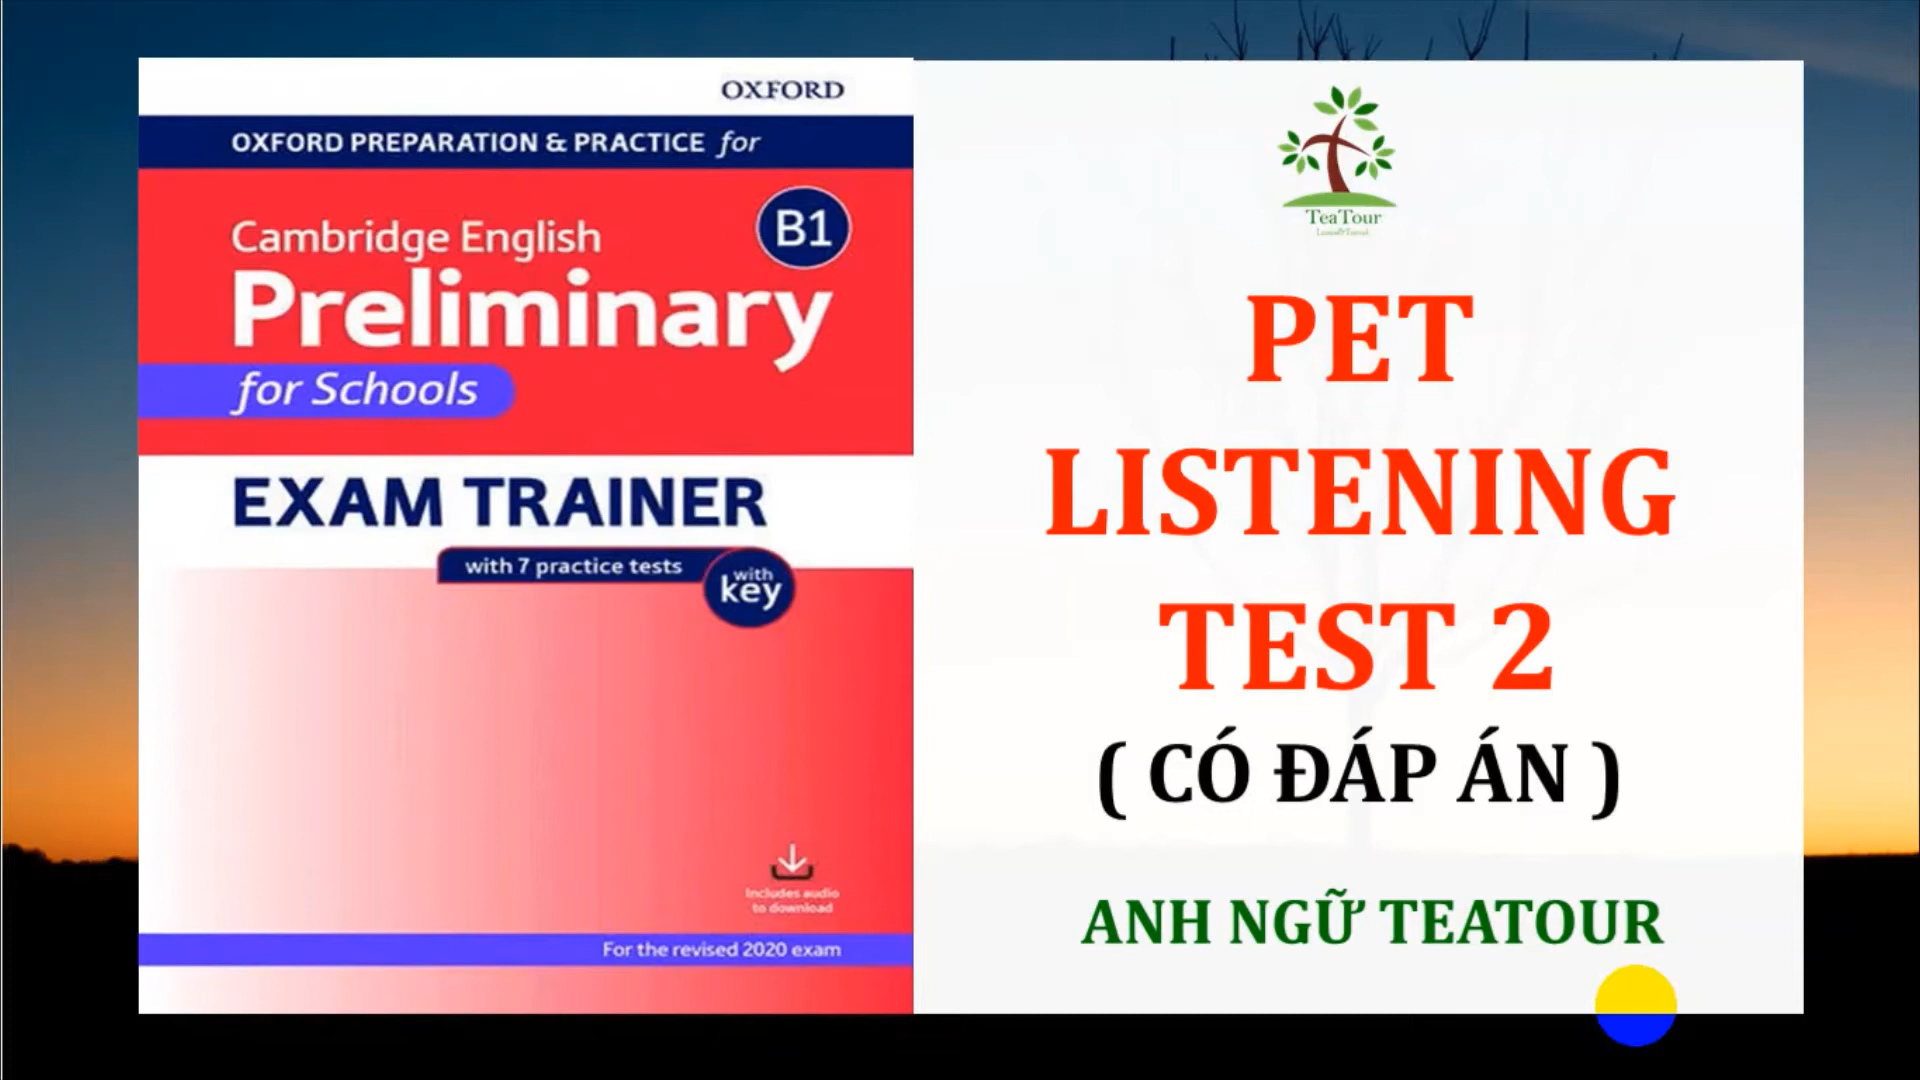 OXFORD
OXFORD PREPARATION & PRACTICE for
Cambridge English
B1
Preliminary
for Schools
EXAM TRAINER
with 7 practice tests
with
key
Includes audio
to download
For the revised 2020 exam
TeaTour
PET
LISTENING
TEST 2
( CÓ ĐÁP ÁN )
ANH NGỮ TEATOUR